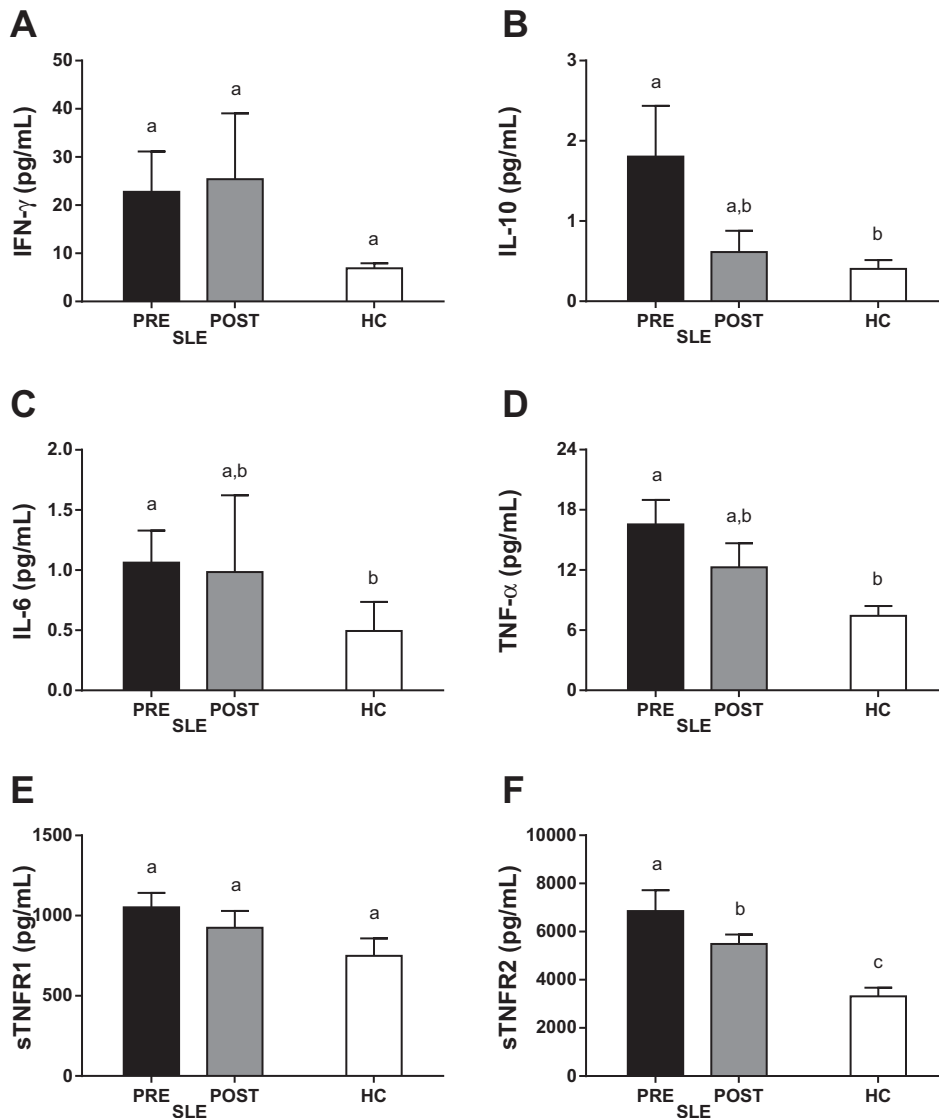 A
IFN-γ (pg/mL)
50
40
30
20
10
0
a
a
a
PRE
POST
HC
SLE
B
IL-10 (pg/mL)
3
2
1
0
a
a,b
b
PRE
POST
HC
SLE
C
IL-6 (pg/mL)
2.0
1.5
1.0
0.5
0.0
a
a,b
b
PRE
POST
HC
SLE
D
TNF-α (pg/mL)
24
18
12
6
0
a
a,b
b
PRE
POST
HC
SLE
E
sTNFR1 (pg/mL)
1500
1000
500
0
a
a
a
PRE
POST
HC
SLE
F
sTNFR2 (pg/mL)
10000
8000
6000
4000
2000
0
a
b
c
PRE
POST
HC
SLE